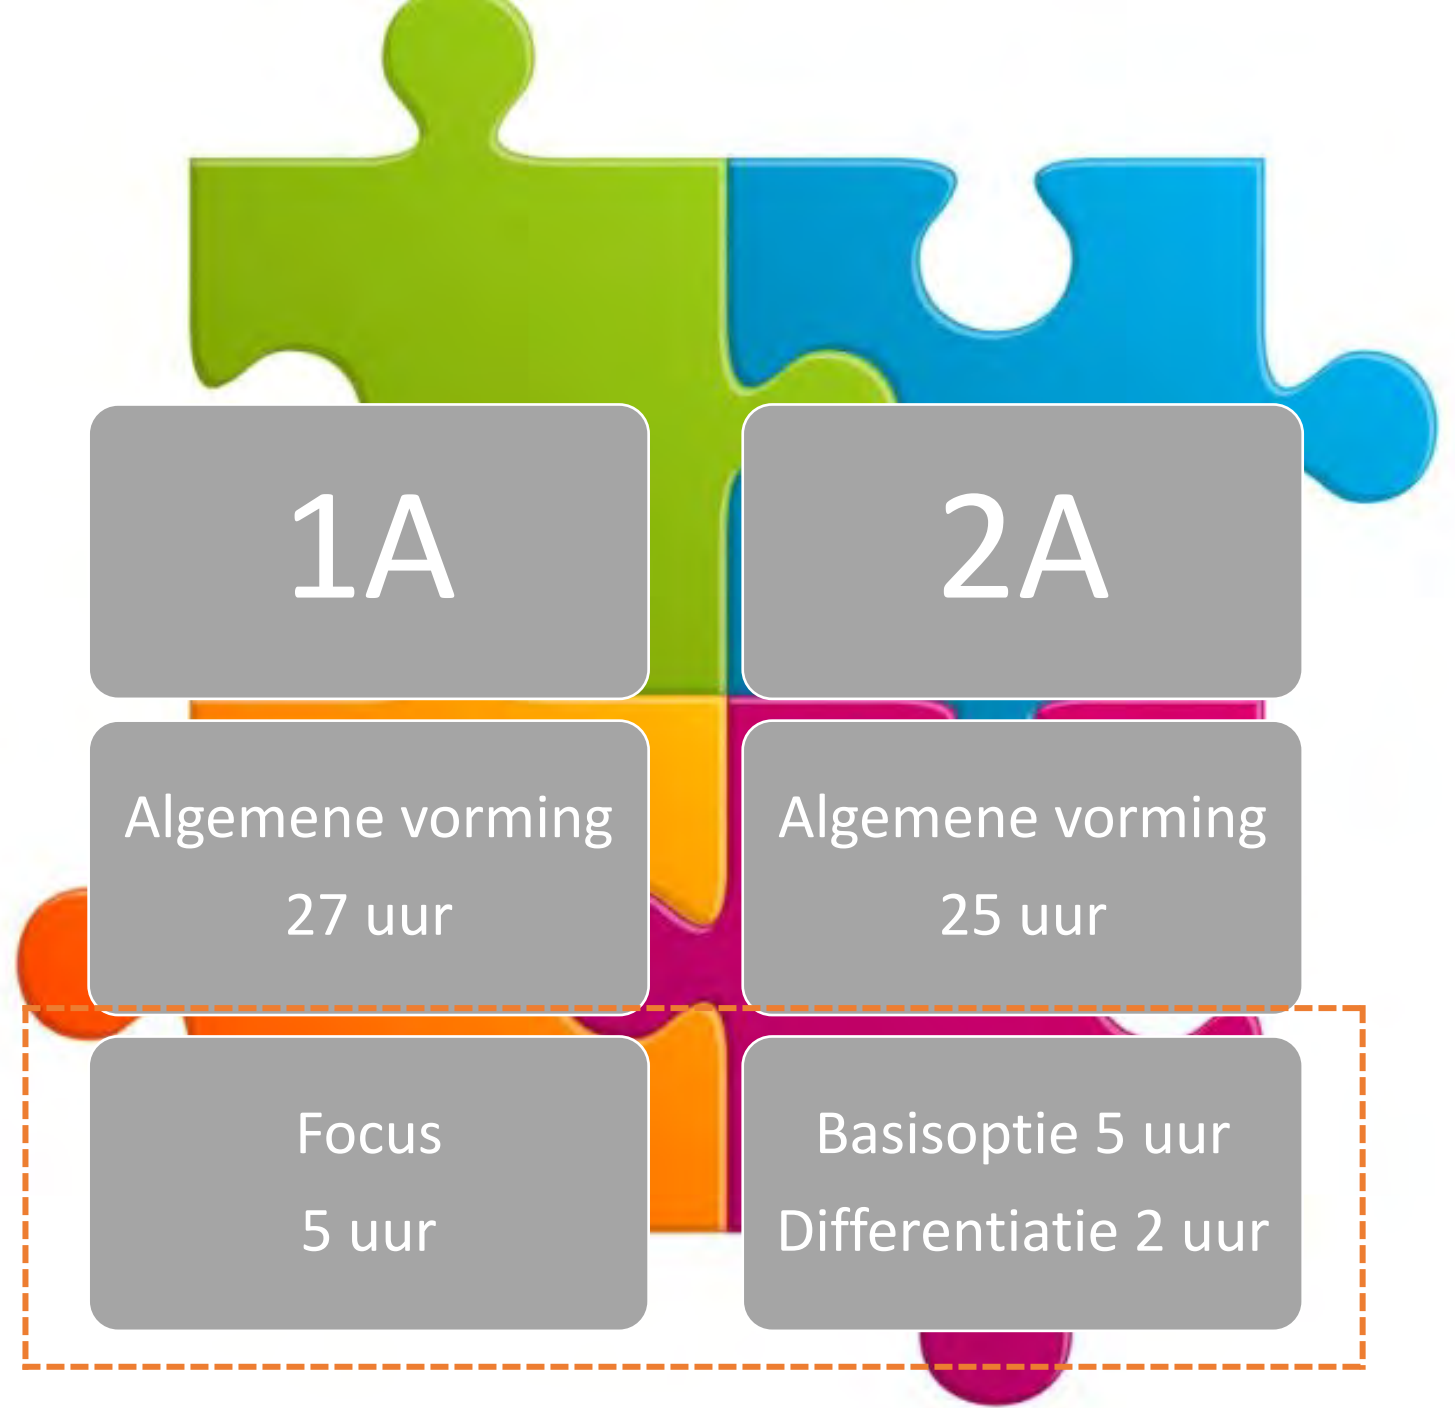 1A
2A
Algemene vorming
27 uur
Algemene vorming
25 uur
Focus
5 uur
Basisoptie 5 uur
Differentiatie 2 uur